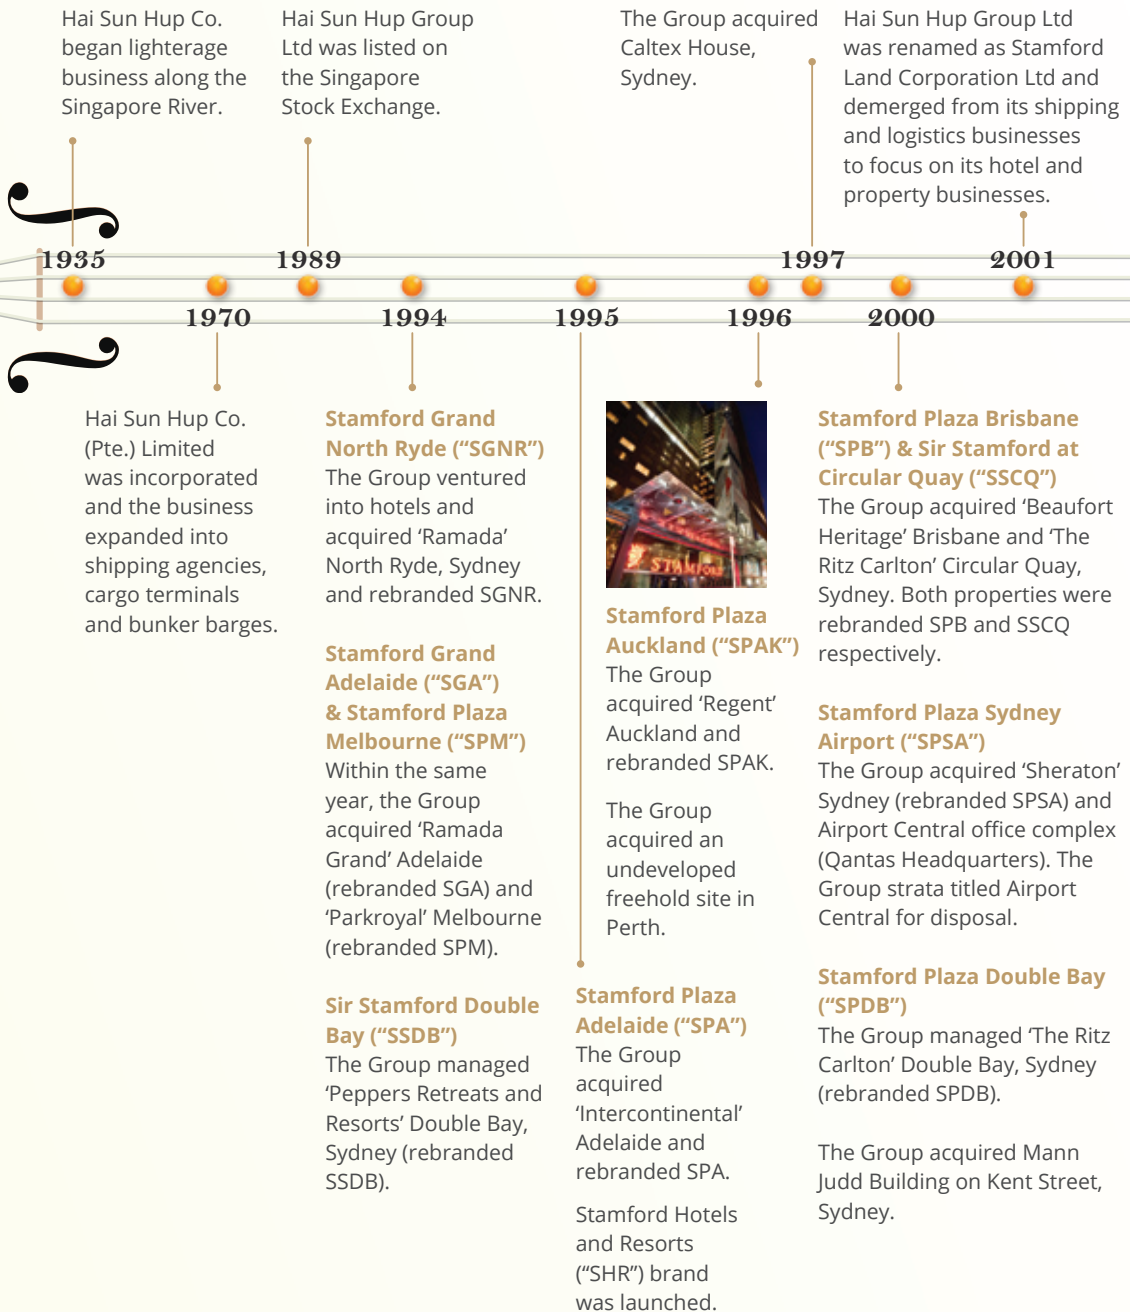 Hai Sun Hup Co.
began lighterage
business along the
Singapore River.
Hai Sun Hup Group
Ltd was listed on
the Singapore
Stock Exchange.
The Group acquired
Caltex House,
Sydney.
Hai Sun Hup Group Ltd
was renamed as Stamford
Land Corporation Ltd and
demerged from its shipping
and logistics businesses
to focus on its hotel and
property businesses.
1935
1989
1997
2001
1970
1994
1995
1996
2000
Hai Sun Hup Co.
(Pte.) Limited
was incorporated
and the business
expanded into
shipping agencies,
cargo terminals
and bunker barges.
Stamford Grand
North Ryde (“SGNR”)
The Group ventured
into hotels and
acquired ‘Ramada’
North Ryde, Sydney
and rebranded SGNR.
Stamford Grand
Adelaide (“SGA”)
& Stamford Plaza
Melbourne (“SPM”)
Within the same
year, the Group
acquired ‘Ramada
Grand’ Adelaide
(rebranded SGA) and
‘Parkroyal’ Melbourne
(rebranded SPM).
Sir Stamford Double
Bay (“SSDB”)
The Group managed
‘Peppers Retreats and
Resorts’ Double Bay,
Sydney (rebranded
SSDB).
Stamford Plaza
Adelaide (“SPA”)
The Group
acquired
‘Intercontinental’
Adelaide and
rebranded SPA.
Stamford Hotels
and Resorts
(“SHR”) brand
was launched.
STAMFORD
Stamford Plaza
Auckland (“SPAK”)
The Group
acquired ‘Regent’
Auckland and
rebranded SPAK.
The Group
acquired an
undeveloped
freehold site in
Perth.
Stamford Plaza Brisbane
(“SPB”) & Sir Stamford at
Circular Quay (“SSCQ”)
The Group acquired ‘Beaufort
Heritage’ Brisbane and ‘The
Ritz Carlton’ Circular Quay,
Sydney. Both properties were
rebranded SPB and SSCQ
respectively.
Stamford Plaza Sydney
Airport (“SPSA”)
The Group acquired ‘Sheraton’
Sydney (rebranded SPSA) and
Airport Central office complex
(Qantas Headquarters). The
Group strata titled Airport
Central for disposal.
Stamford Plaza Double Bay
(“SPDB”)
The Group managed ‘The Ritz
Carlton’ Double Bay, Sydney
(rebranded SPDB).
The Group acquired Mann
Judd Building on Kent Street,
Sydney.